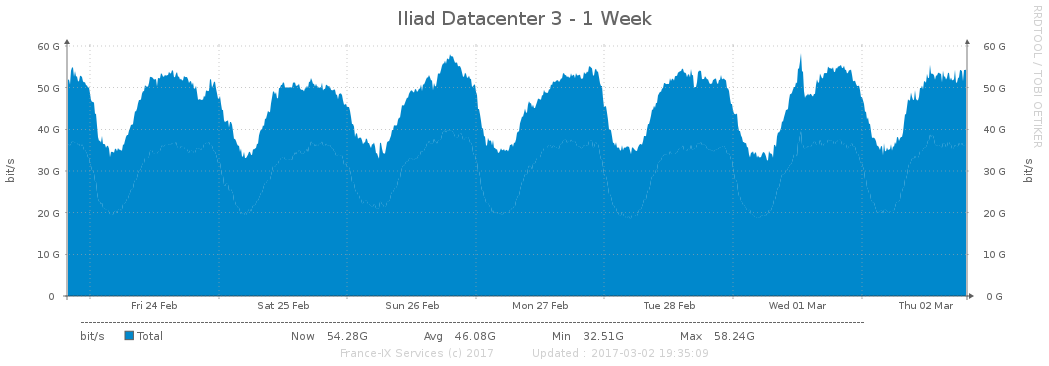 Iliad Datacenter 3 - 1 Week
RRDTOOL / TOBI OETIKER
bit/s
60 G
50 G
40 G
30 G
20 G
10 G
0
60 G
50 G
40 G
30 G
20 G
10 G
0 G
bit/s
Fri 24 Feb Sat 25 Feb Sun 26 Feb Mon 27 Feb Tue 28 Feb Wed 01 Mar Thu 02 Mar
bit/s Total Now 54.28G Avg 46.08G Min 32.51G Max 58.24G
France-IX Services (c) 2017 Updated : 2017-03-02 19:35:09